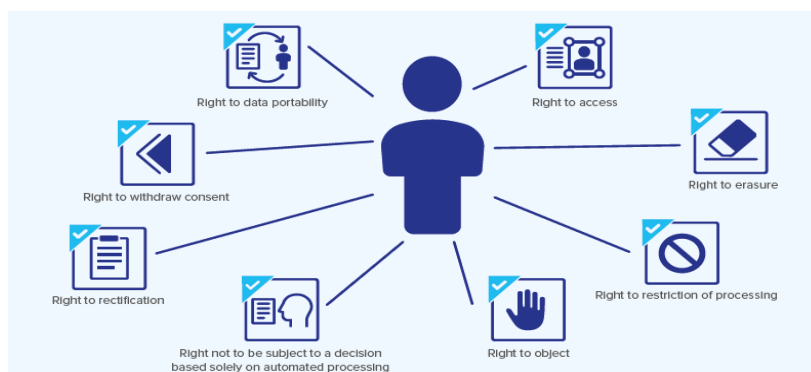 Right to data portability
Right to access
Right to withdraw consent
Right to erasure
Right to rectification
Right to restriction of processing
Right not to be subject to a decision
based solely on automated processing
Right to object